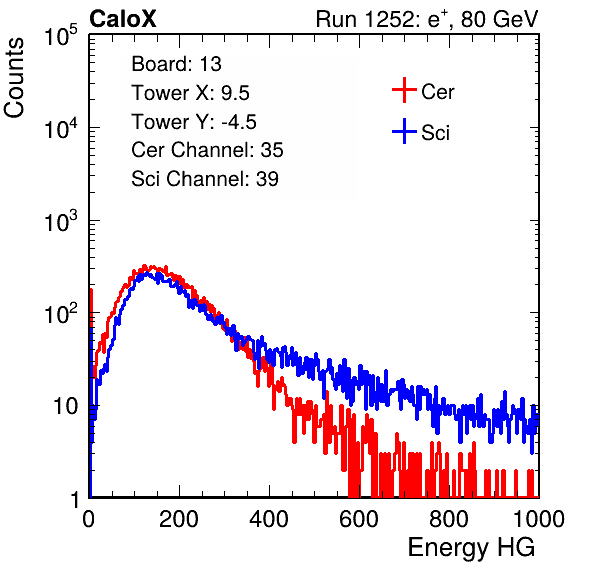 CaloX Run 1252: e⁺, 80 GeV
Counts
Board: 13
Tower X: 9.5
Tower Y: -4.5
Cer Channel: 35
Sci Channel: 39
Cer
Sci
10⁵
10⁴
10³
10²
10
1
0 200 400 600 800 1000
Energy HG